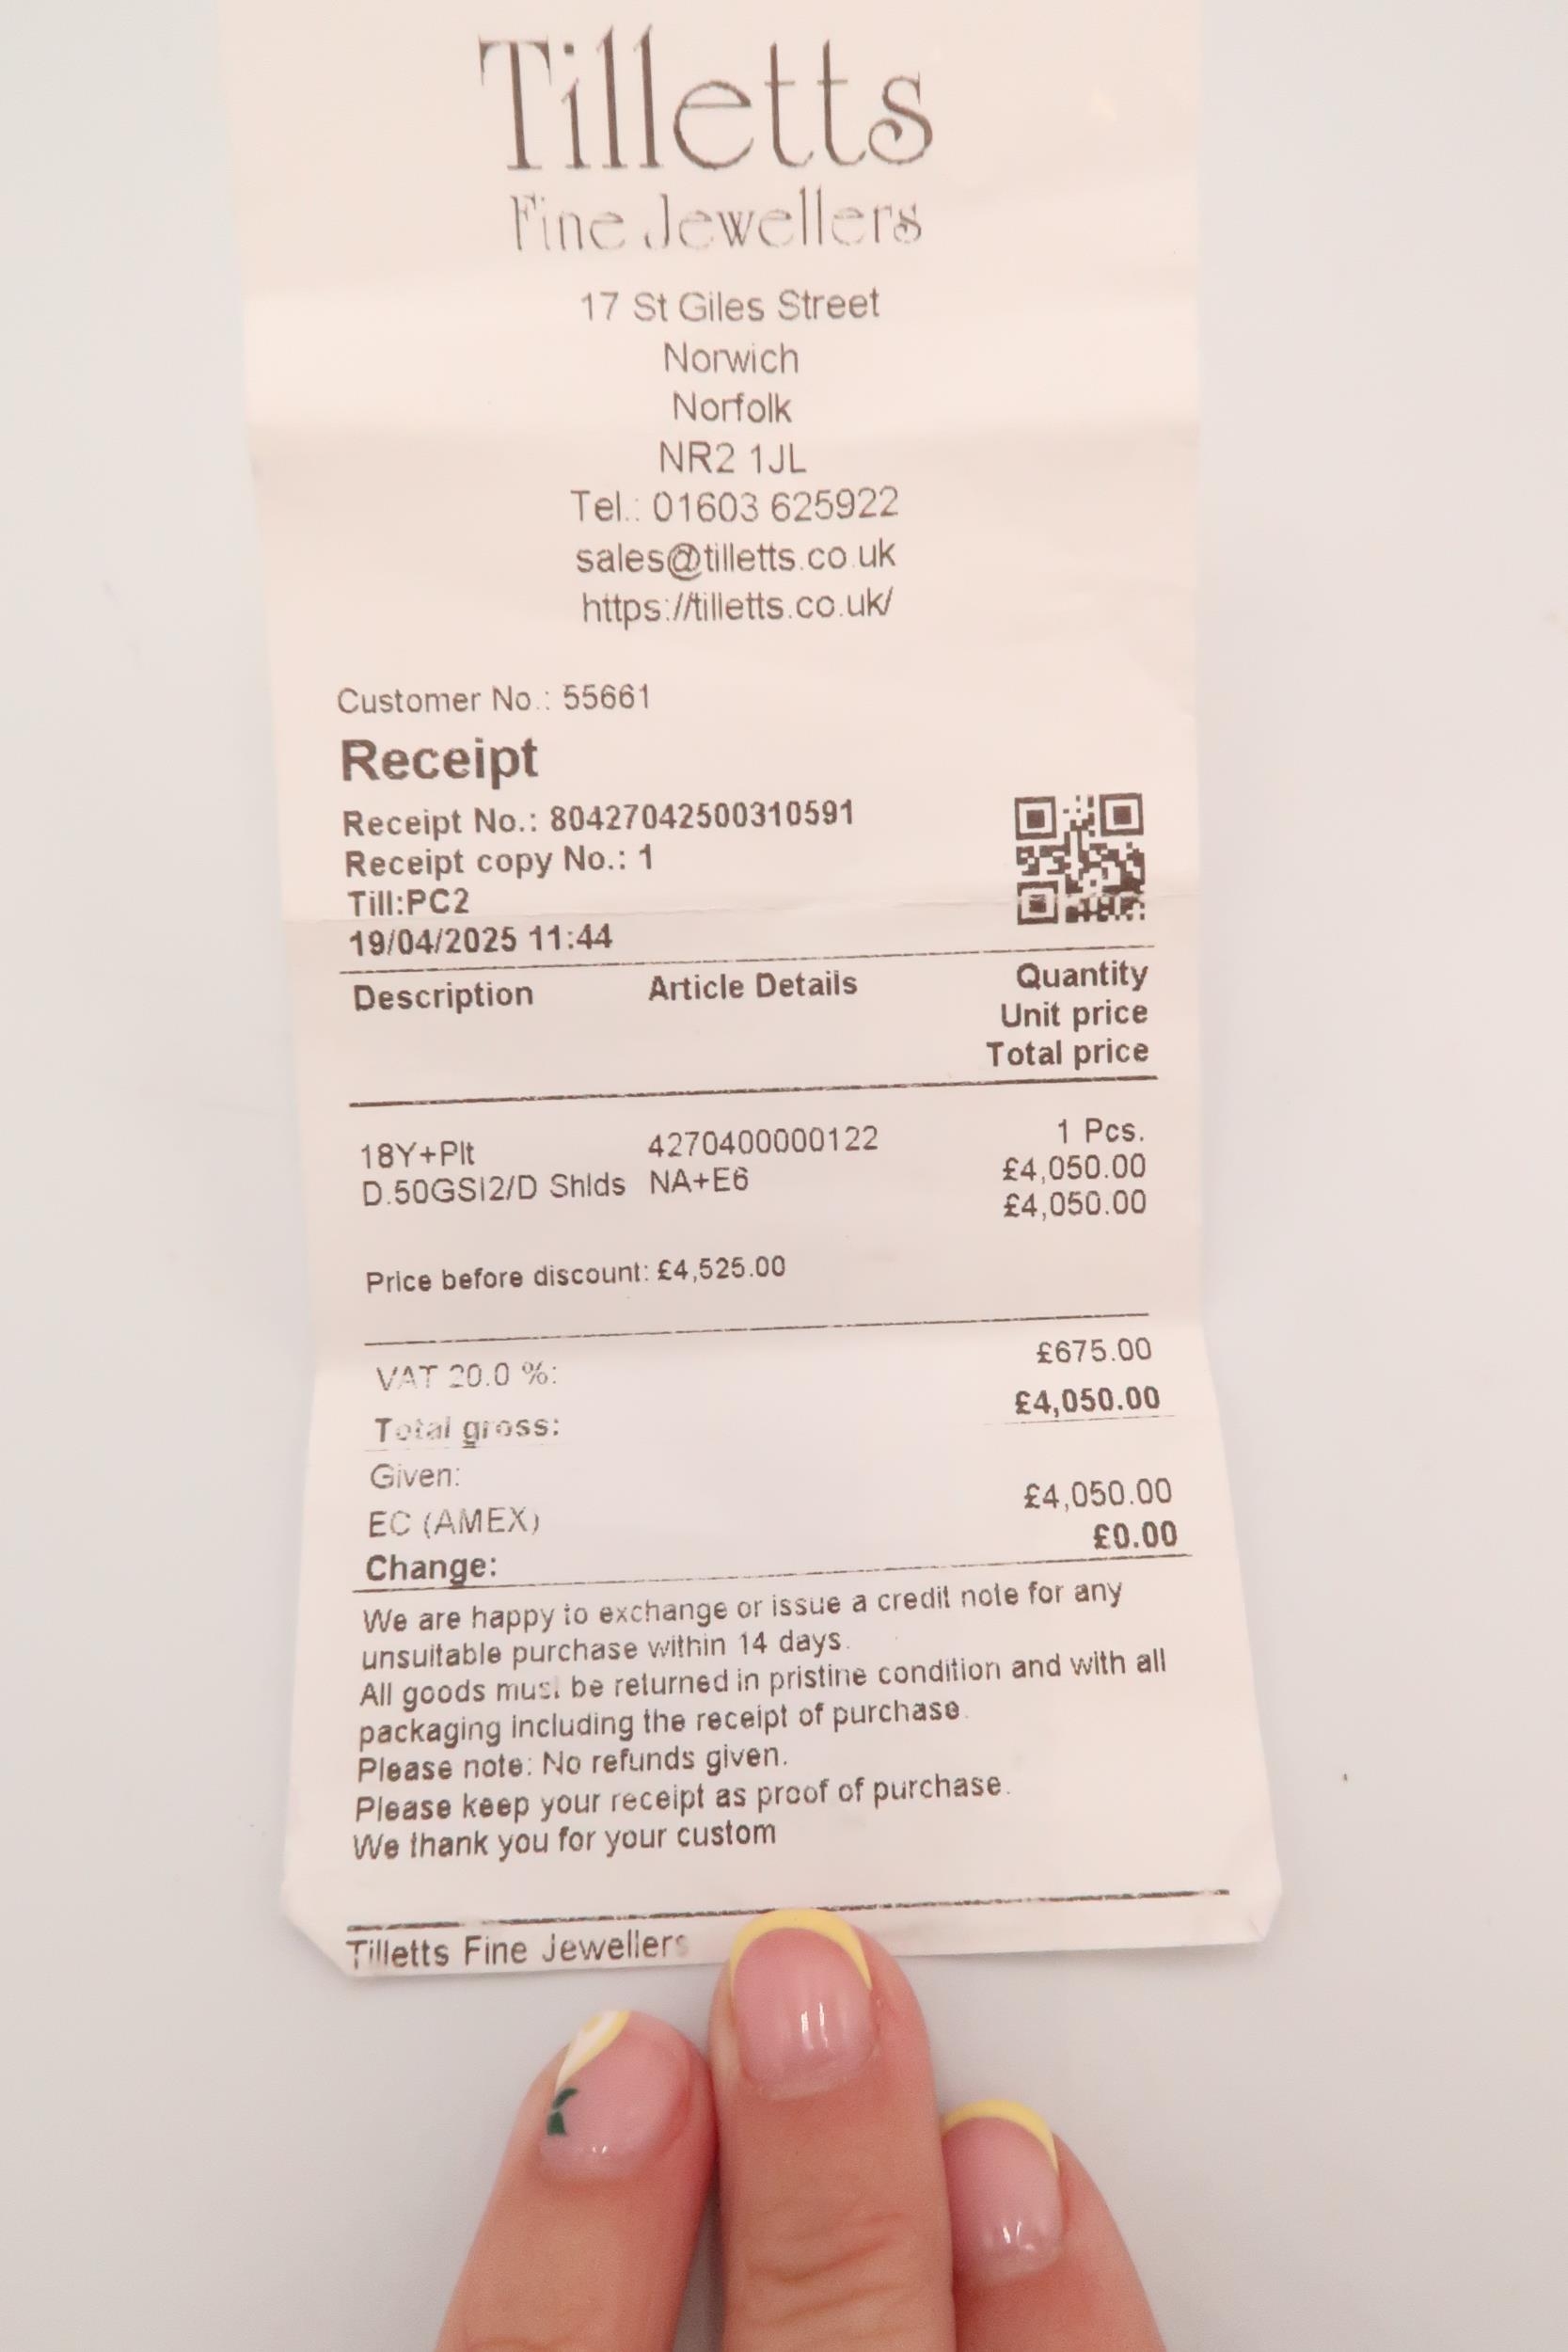 Tilletts
Fine Jewellers
17 St Giles Street
Norwich
Norfolk
NR2 1JL
Tel.: 01603 625922
sales@tilletts.co.uk
https://tilletts.co.uk/
Customer No.: 55661
Receipt
Receipt No.: 80427042500310591
Receipt copy No.: 1
Till:PC2
19/04/2025 11:44
Description Article Details Quantity
Unit price
Total price
18Y+Plt 4270400000122 1 Pcs.
D.50GSI2/D Shlds NA+E6 £4,050.00
£4,050.00
Price before discount: £4,525.00
VAT 20.0 %: £675.00
Total gross: £4,050.00
Given:
EC (AMEX) £4,050.00
Change: £0.00
We are happy to exchange or issue a credit note for any
unsuitable purchase within 14 days.
All goods must be returned in pristine condition and with all
packaging including the receipt of purchase.
Please note: No refunds given.
Please keep your receipt as proof of purchase.
We thank you for your custom
Tilletts Fine Jewellers